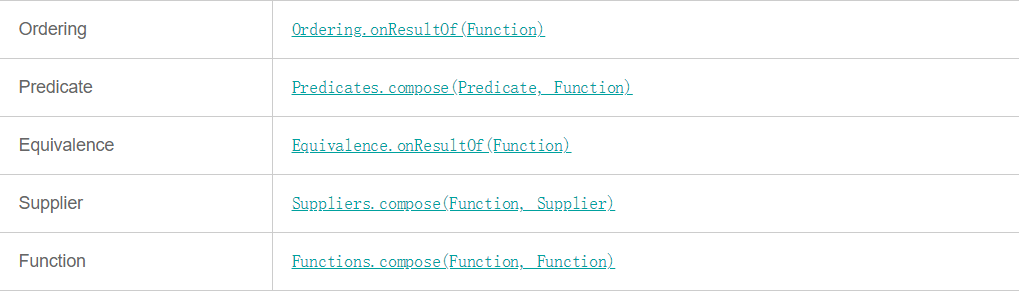 Ordering Ordering.onResultOf(Function)
Predicate Predicates.compose(Predicate, Function)
Equivalence Equivalence.onResultOf(Function)
Supplier Suppliers.compose(Function, Supplier)
Function Functions.compose(Function, Function)